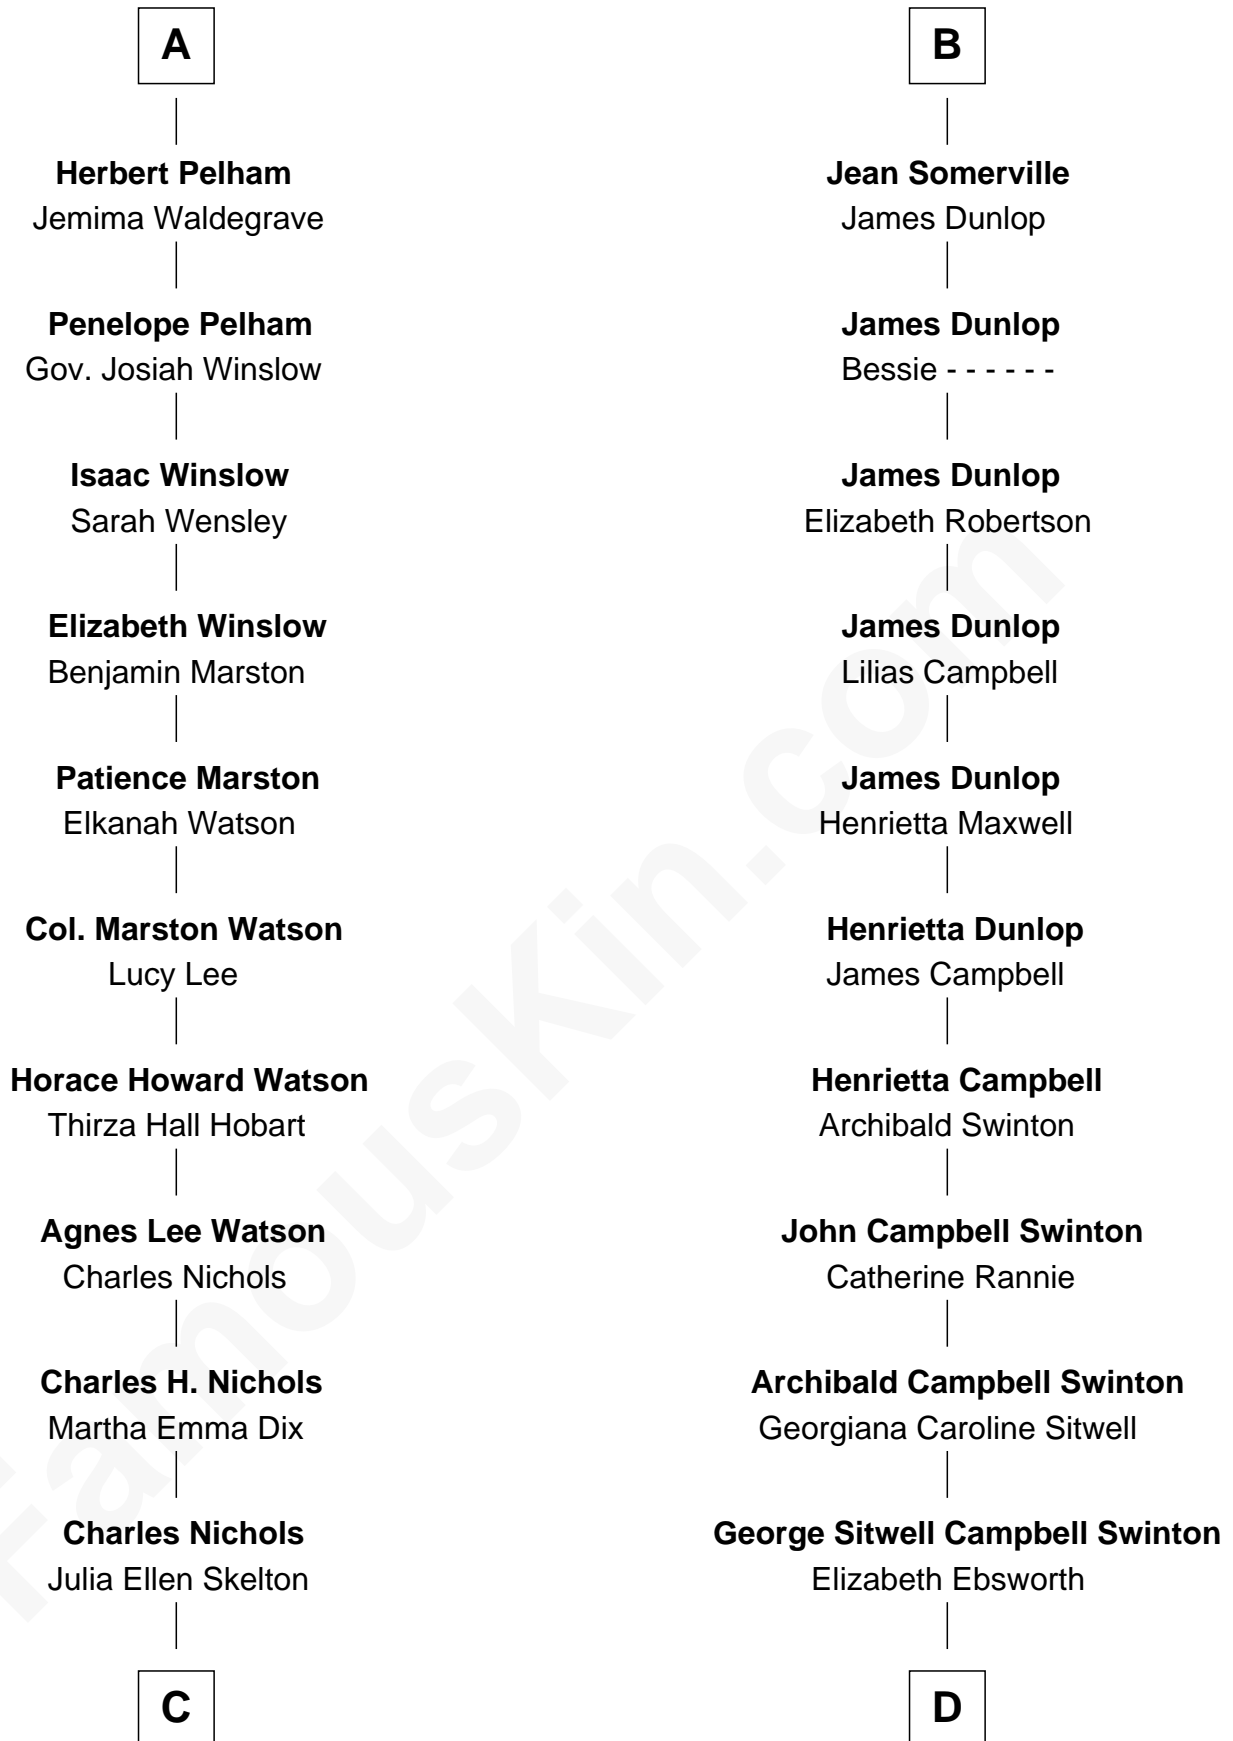 A
Herbert Pelham
Jemima Waldegrave
Penelope Pelham
Gov. Josiah Winslow
Isaac Winslow
Sarah Wensley
Elizabeth Winslow
Benjamin Marston
Patience Marston
Elkanah Watson
Col. Marston Watson
Lucy Lee
Horace Howard Watson
Thirza Hall Hobart
Agnes Lee Watson
Charles Nichols
Charles H. Nichols
Martha Emma Dix
Charles Nichols
Julia Ellen Skelton
C
B
Jean Somerville
James Dunlop
James Dunlop
Bessie - - - - - -
James Dunlop
Elizabeth Robertson
James Dunlop
Lilias Campbell
James Dunlop
Henrietta Maxwell
Henrietta Dunlop
James Campbell
Henrietta Campbell
Archibald Swinton
John Campbell Swinton
Catherine Rannie
Archibald Campbell Swinton
Georgiana Caroline Sitwell
George Sitwell Campbell Swinton
Elizabeth Ebsworth
D
FamousKin.com